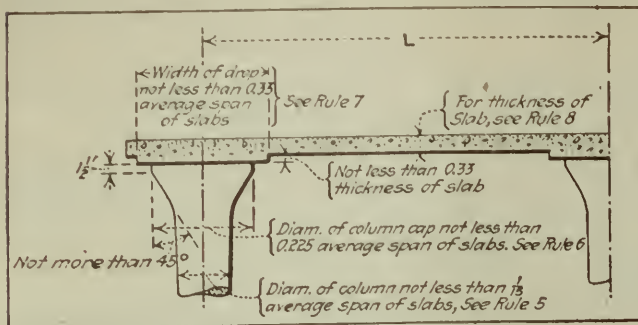 L
Width of drop
not less than 0.33
average span
of slabs
See Rule 7
For thickness of
Slab, see Rule 8
1 1/2"
Not less than 0.33
thickness of slab
Diam. of column cap not less than
0.225 average span of slabs. See Rule 6
Not more than 45°
Diam. of column not less than 1/13
average span of slabs, See Rule 5